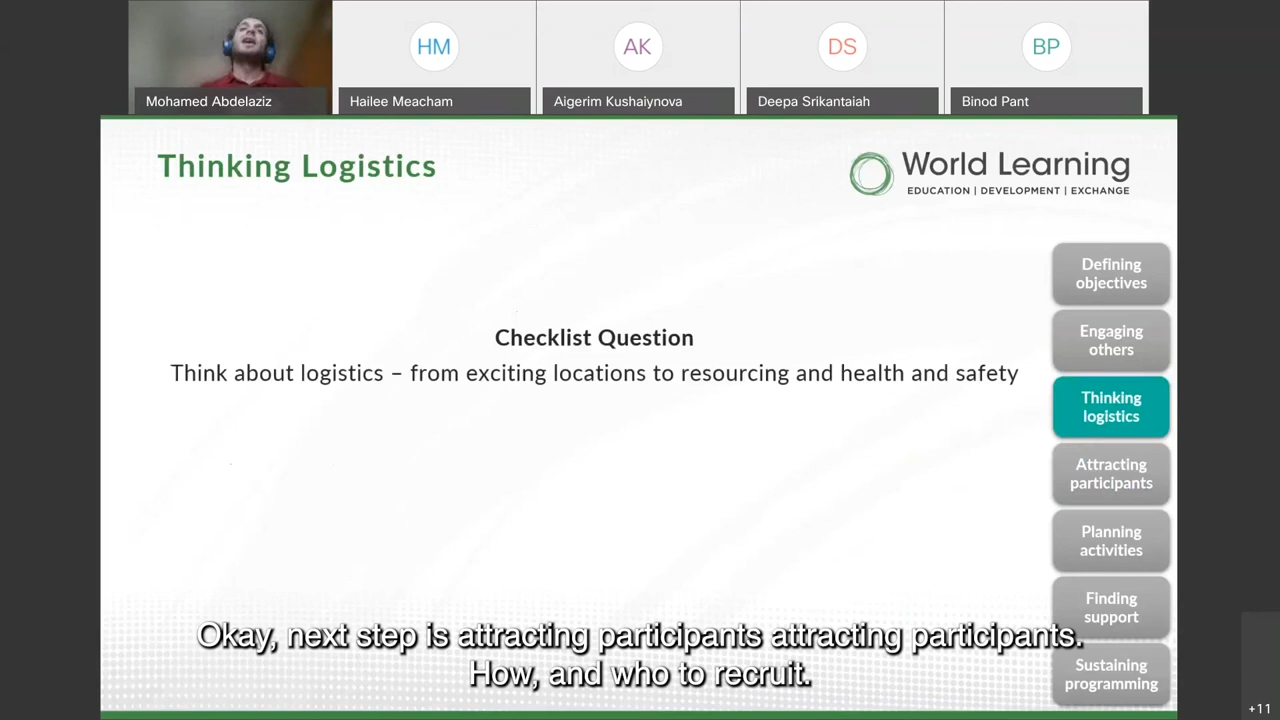 HM
AK
DS
BP
Mohamed Abdelaziz
Hailee Meacham
Aigerim Kushaiynova
Deepa Srikantaiah
Binod Pant
Thinking Logistics
World Learning
EDUCATION | DEVELOPMENT | EXCHANGE
Checklist Question
Think about logistics – from exciting locations to resourcing and health and safety
Defining
objectives
Engaging
others
Thinking
logistics
Attracting
participants
Planning
activities
Finding
support
Sustaining
programming
Okay, next step is attracting participants attracting participants.
How, and who to recruit.
+11